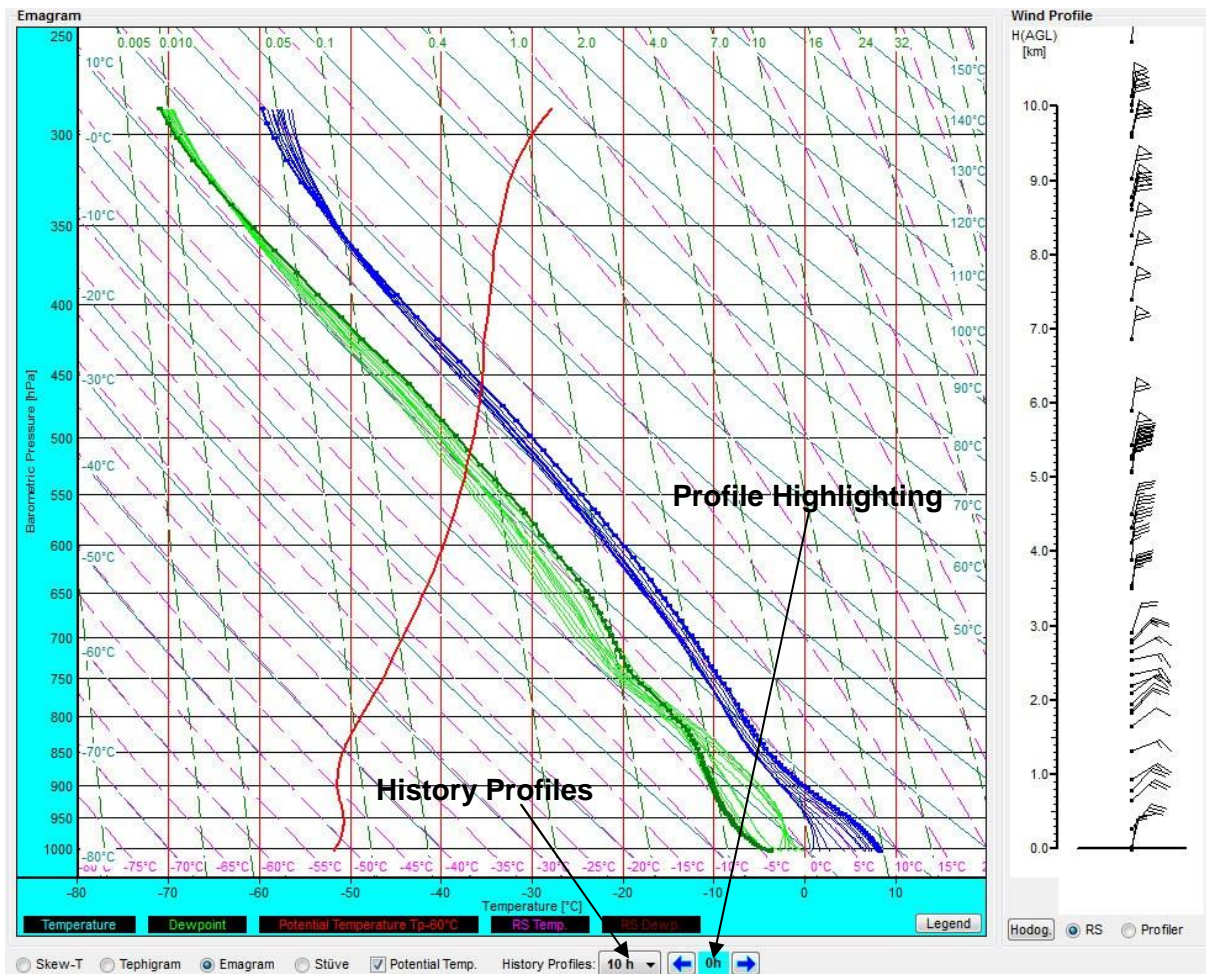 Emagram
Wind Profile
H(AGL)
[km]
250
0.005 0.010 0.05 0.1 0.4 1.0 2.0 4.0 7.0 10 16 24 32
10°C
150°C
140°C
10.0
300
-0°C
130°C
9.0
350
-10°C
120°C
8.0
110°C
400
-20°C
7.0
100°C
450
-30°C
90°C
6.0
500
80°C
-40°C
5.0
Barometric Pressure [hPa]
550
Profile Highlighting
70°C
600
-50°C
4.0
60°C
650
50°C
3.0
700
-60°C
750
2.0
800
850
-70°C
1.0
900
History Profiles
950
1000
0.0
-80°C -75°C -70°C -65°C -60°C -55°C -50°C -45°C -40°C -35°C -30°C -25°C -20°C -15°C -10°C -5°C 0°C 5°C 10°C 15°C
-80 -70 -60 -50 -40 -30 -20 -10 0 10
Temperature [°C]
Temperature Dewpoint Potential Temperature Tp-60°C RS Temp. RS Dewp. Legend
Hodog. RS Profiler
Skew-T Tephigram Emagram Stüve Potential Temp. History Profiles: 10 h 0h